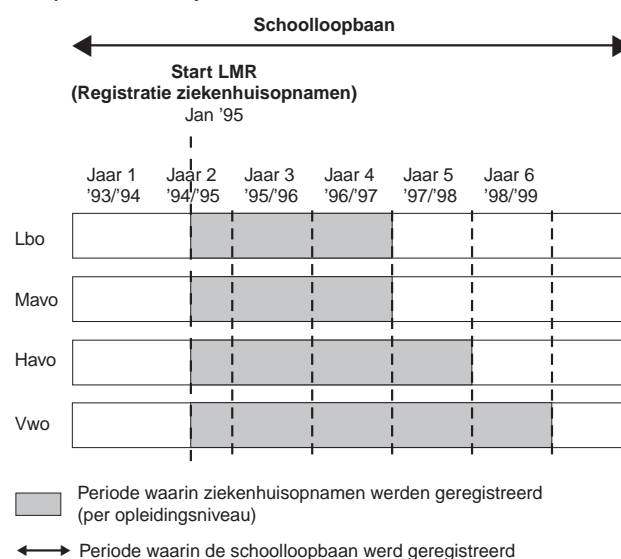 Schoolloopbaan
Start LMR
(Registratie ziekenhuisopnamen)
Jan '95
Jaar 1 Jaar 2 Jaar 3 Jaar 4 Jaar 5 Jaar 6
'93/'94 '94/'95 '95/'96 '96/'97 '97/'98 '98/'99
Lbo
Mavo
Havo
Vwo
Periode waarin ziekenhuisopnamen werden geregistreerd
(per opleidingsniveau)
Periode waarin de schoolloopbaan werd geregistreerd